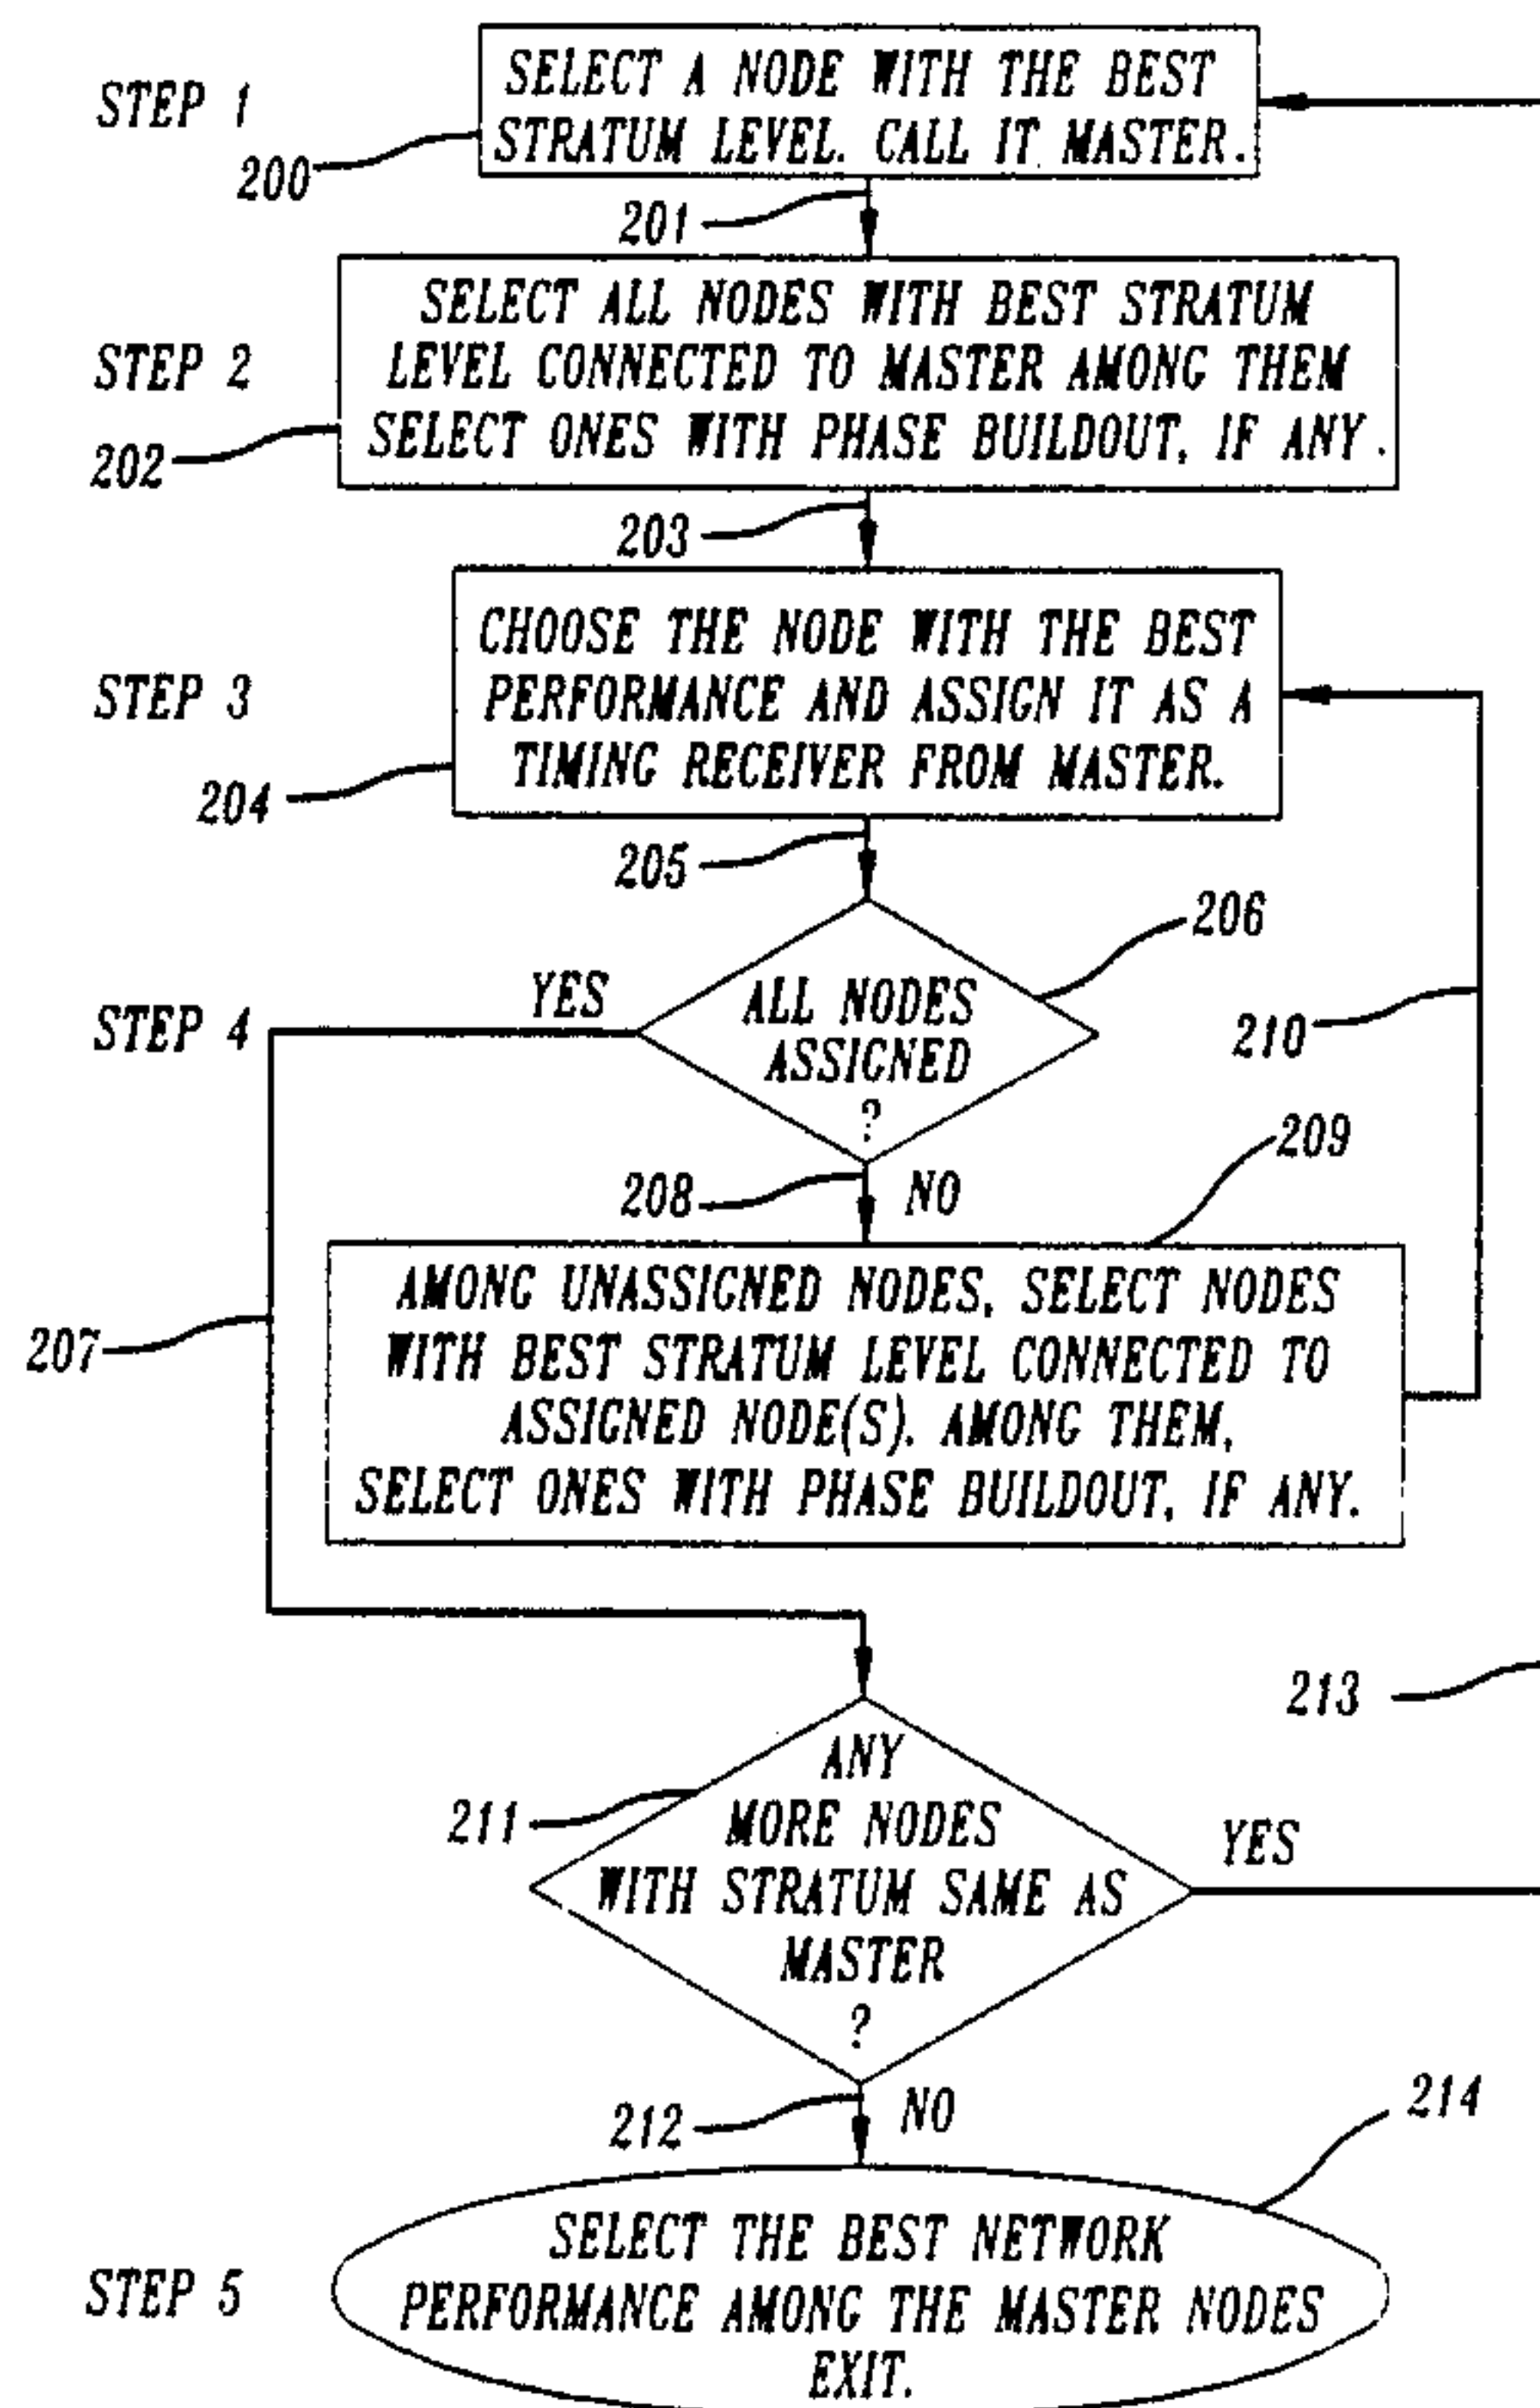 STEP 1
200
SELECT A NODE WITH THE BEST
STRATUM LEVEL. CALL IT MASTER.
201
STEP 2
202
SELECT ALL NODES WITH BEST STRATUM
LEVEL CONNECTED TO MASTER AMONG THEM
SELECT ONES WITH PHASE BUILDOUT, IF ANY.
203
STEP 3
204
CHOOSE THE NODE WITH THE BEST
PERFORMANCE AND ASSIGN IT AS A
TIMING RECEIVER FROM MASTER.
205
206
STEP 4
YES
ALL NODES
ASSIGNED
?
210
208
NO
209
207
AMONG UNASSIGNED NODES, SELECT NODES
WITH BEST STRATUM LEVEL CONNECTED TO
ASSIGNED NODE(S). AMONG THEM,
SELECT ONES WITH PHASE BUILDOUT, IF ANY.
213
211
ANY
MORE NODES
WITH STRATUM SAME AS
MASTER
?
YES
212
NO
214
STEP 5
SELECT THE BEST NETWORK
PERFORMANCE AMONG THE MASTER NODES
EXIT.